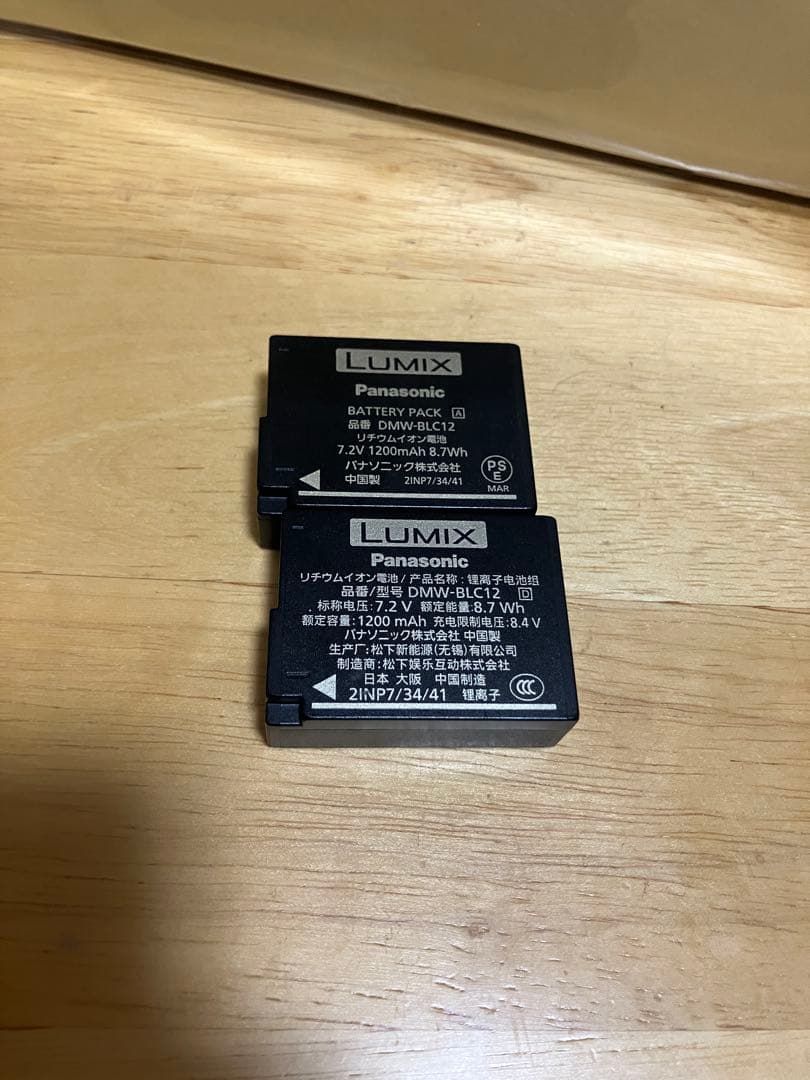 LUMIX
Panasonic
BATTERY PACK A
品番 DMW-BLC12
リチウムイオン電池
7.2V 1200mAh 8.7Wh
パナソニック株式会社
中国製 2INP7/34/41
PS
E
MAR
LUMIX
Panasonic
リチウムイオン電池/产品名称:锂离子电池组
品番/型号 DMW-BLC12 D
标称电压:7.2 V 额定能量:8.7 Wh
额定容量:1200 mAh 充电限制电压:8.4 V
パナソニック株式会社 中国製
生产厂:松下新能源(无锡)有限公司
制造商:松下娱乐互动株式会社
日本 大阪 中国制造
2INP7/34/41 锂离子
CCC